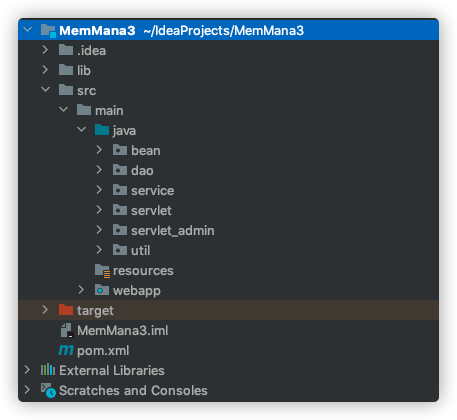 MemMana3 ~/IdeaProjects/MemMana3
.idea
lib
src
main
java
bean
dao
service
servlet
servlet_admin
util
resources
webapp
target
MemMana3.iml
m pom.xml
External Libraries
Scratches and Consoles